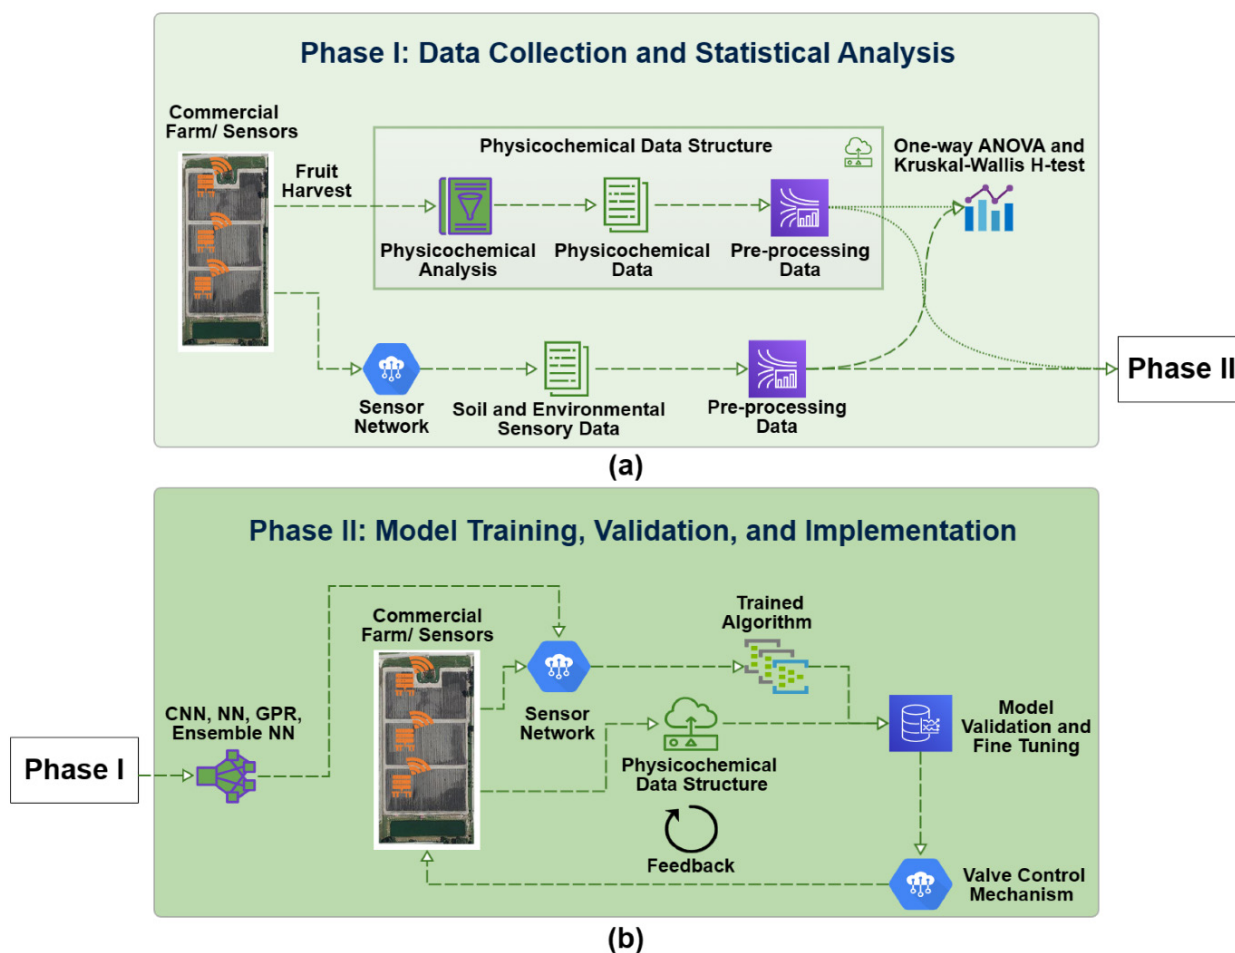 Phase I: Data Collection and Statistical Analysis
Commercial
Farm/ Sensors
Fruit
Harvest
Physicochemical Data Structure
Physicochemical
Analysis
Physicochemical
Data
Pre-processing
Data
One-way ANOVA and
Kruskal-Wallis H-test
Sensor
Network
Soil and Environmental
Sensory Data
Pre-processing
Data
Phase II
(a)
Phase II: Model Training, Validation, and Implementation
Phase I
CNN, NN, GPR,
Ensemble NN
Commercial
Farm/ Sensors
Sensor
Network
Trained
Algorithm
Physicochemical
Data Structure
Model
Validation and
Fine Tuning
Feedback
Valve Control
Mechanism
(b)